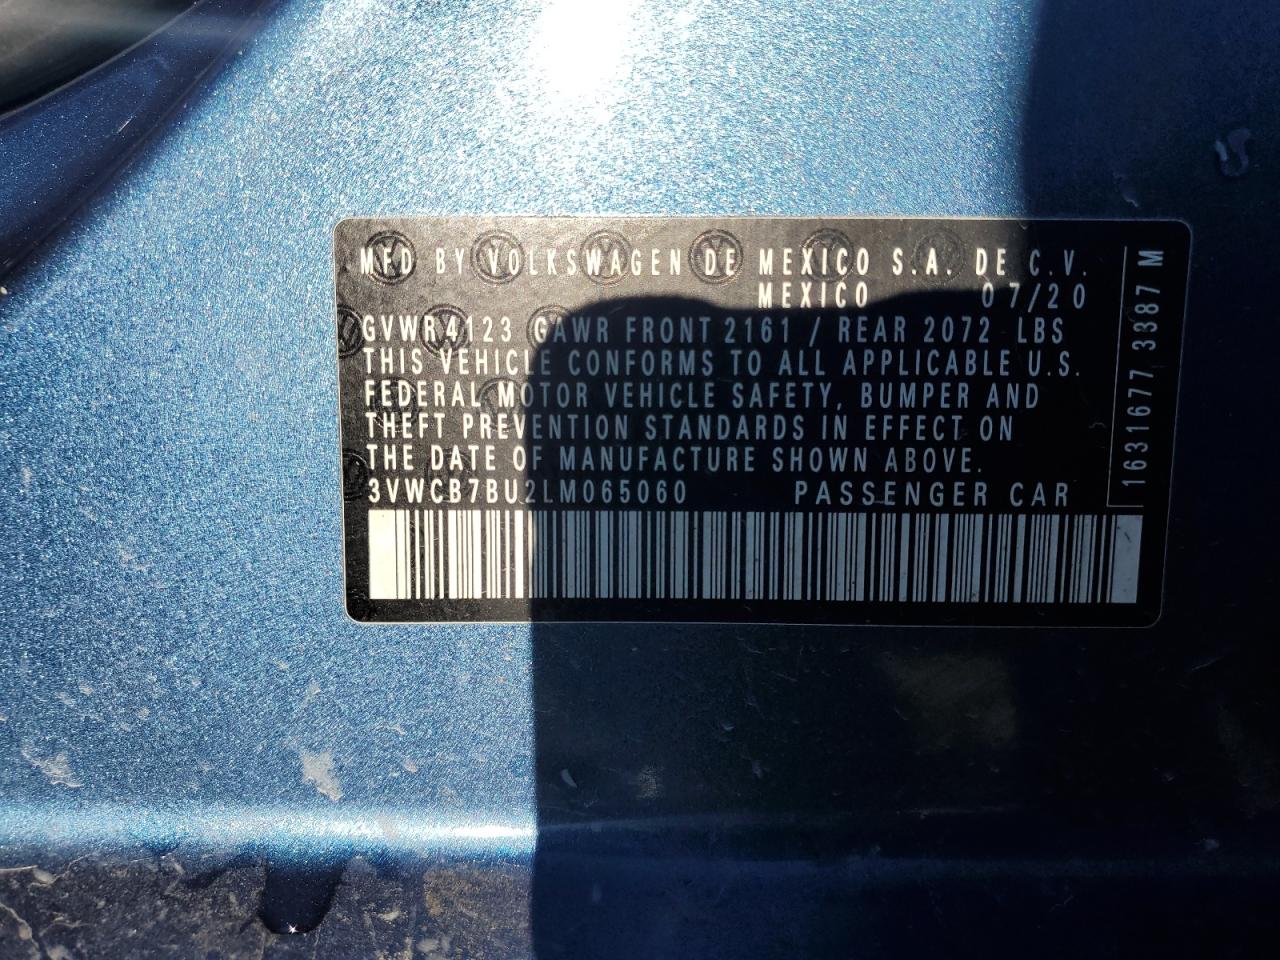 MFD BY VOLKSWAGEN DE MEXICO S.A. DE C.V.
MEXICO 07/20
GVWR 4123 GAWR FRONT 2161 / REAR 2072 LBS
THIS VEHICLE CONFORMS TO ALL APPLICABLE U.S.
FEDERAL MOTOR VEHICLE SAFETY, BUMPER AND
THEFT PREVENTION STANDARDS IN EFFECT ON
THE DATE OF MANUFACTURE SHOWN ABOVE.
3VWCB7BU2LM065060 PASSENGER CAR
1631677 3387 M